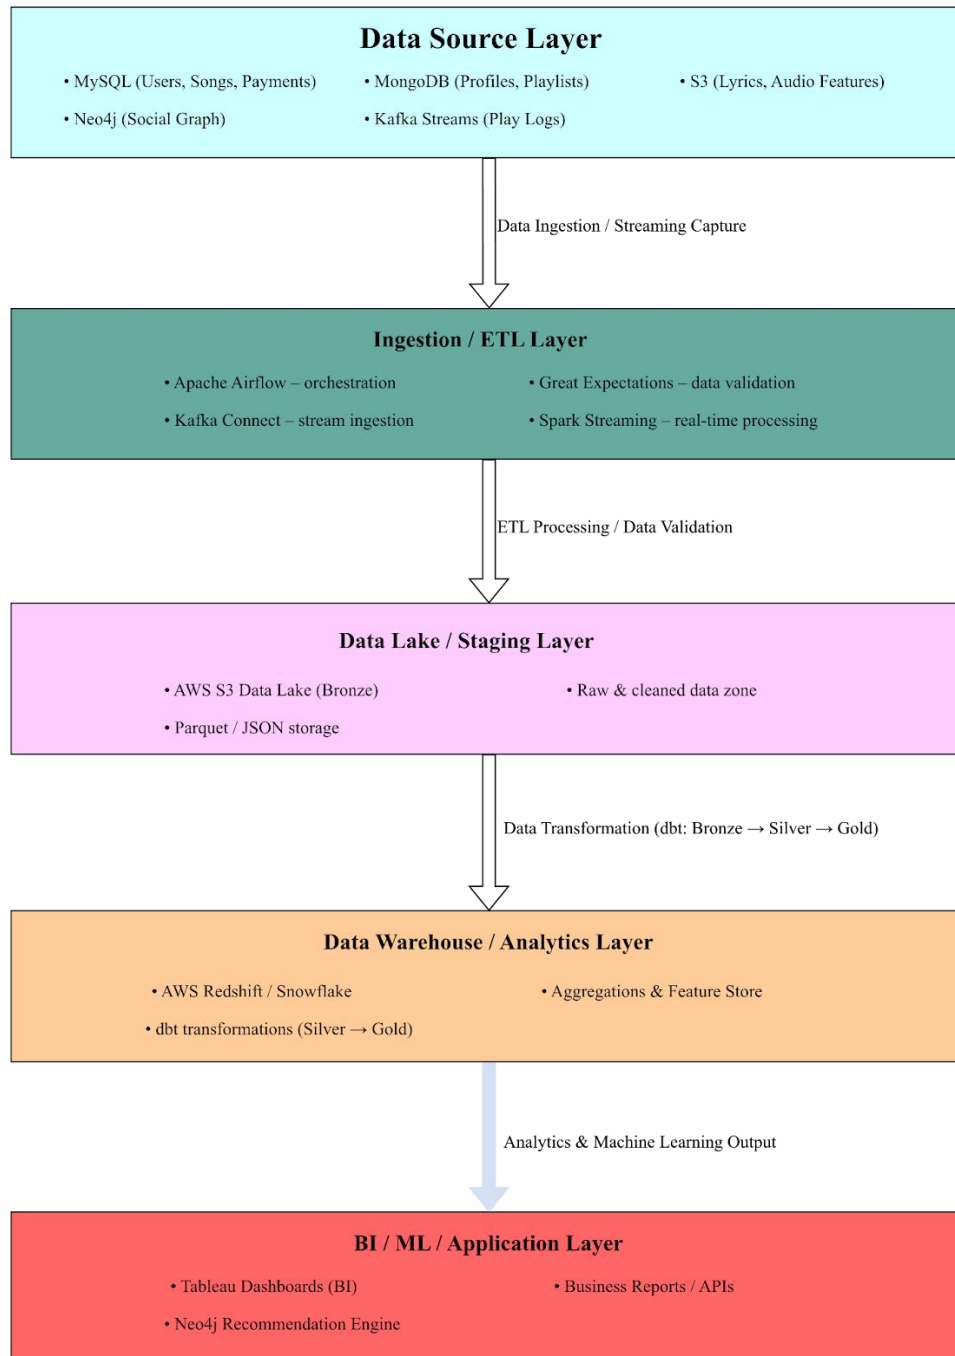 Data Source Layer
• MySQL (Users, Songs, Payments)
• MongoDB (Profiles, Playlists)
• S3 (Lyrics, Audio Features)
• Neo4j (Social Graph)
• Kafka Streams (Play Logs)
Data Ingestion / Streaming Capture
Ingestion / ETL Layer
• Apache Airflow – orchestration
• Great Expectations – data validation
• Kafka Connect – stream ingestion
• Spark Streaming – real-time processing
ETL Processing / Data Validation
Data Lake / Staging Layer
• AWS S3 Data Lake (Bronze)
• Raw & cleaned data zone
• Parquet / JSON storage
Data Transformation (dbt: Bronze → Silver → Gold)
Data Warehouse / Analytics Layer
• AWS Redshift / Snowflake
• Aggregations & Feature Store
• dbt transformations (Silver → Gold)
Analytics & Machine Learning Output
BI / ML / Application Layer
• Tableau Dashboards (BI)
• Business Reports / APIs
• Neo4j Recommendation Engine